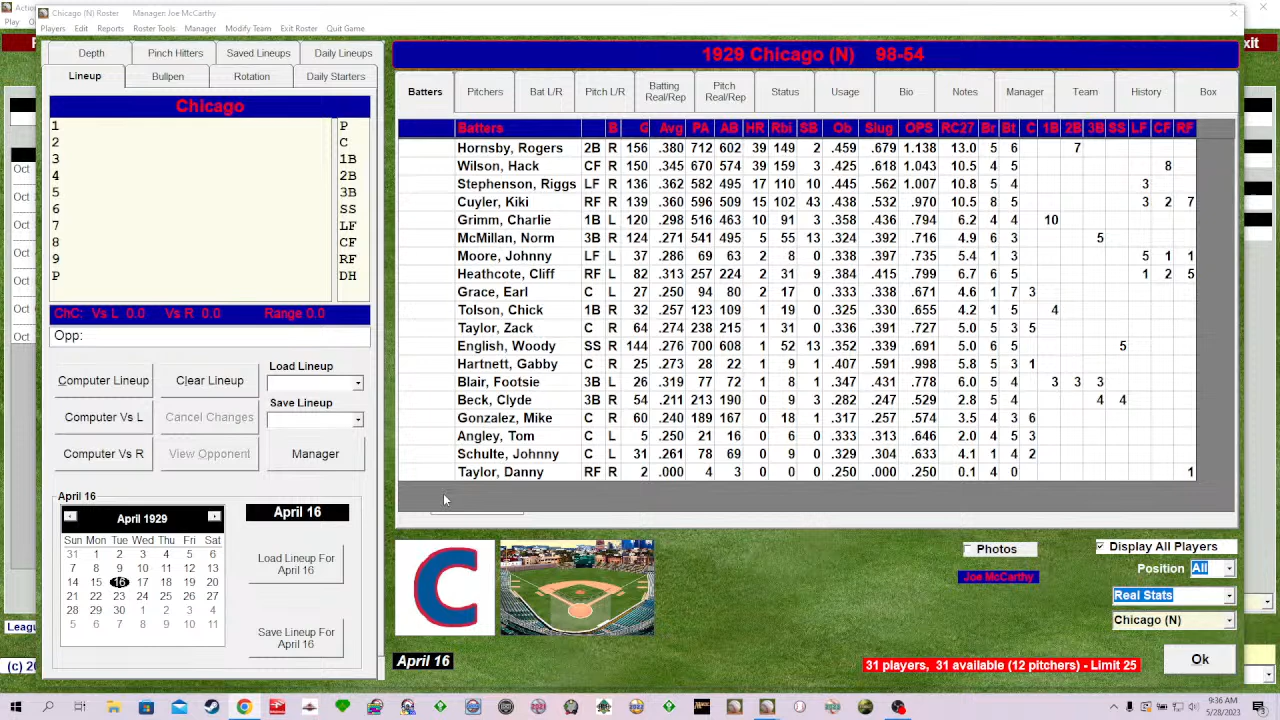 Action
Chicago (N) Roster Manager: Joe McCarthy
Play
Players Edit Reports Roster Tools Manager Modify Team Exit Roster Quit Game
Depth Pinch Hitters Saved Lineups Daily Lineups
Lineup Bullpen Rotation Daily Starters
1929 Chicago (N) 98-54
xit
Batters Pitchers Bat L/R Pitch L/R Batting Real/Rep Pitch Real/Rep Status Usage Bio Notes Manager Team History Box
Chicago
1 P
2 C
3 1B
4 2B
5 3B
6 SS
7 LF
8 CF
9 RF
P DH
ChC: Vs L 0.0 Vs R 0.0 Range 0.0
Opp:
Oct
Oct
Oct
Oct
Oct
Oct
Batters B G Avg PA AB HR Rbi SB Ob Slug OPS RC27 Br Bt C 1B 2B 3B SS LF CF RF
Hornsby, Rogers 2B R 156 .380 712 602 39 149 2 .459 .679 1.138 13.0 5 6 7
Wilson, Hack CF R 150 .345 670 574 39 159 3 .425 .618 1.043 10.5 4 5 8
Stephenson, Riggs LF R 136 .362 582 495 17 110 10 .445 .562 1.007 10.8 5 4 3
Cuyler, Kiki RF R 139 .360 596 509 15 102 43 .438 .532 .970 10.5 8 5 3 2 7
Grimm, Charlie 1B L 120 .298 516 463 10 91 3 .358 .436 .794 6.2 4 4 10
McMillan, Norm 3B R 124 .271 541 495 5 55 13 .324 .392 .716 4.9 6 3 5
Moore, Johnny LF L 37 .286 69 63 2 8 0 .338 .397 .735 5.4 1 3 5 1 1
Heathcote, Cliff RF L 82 .313 257 224 2 31 9 .384 .415 .799 6.7 6 5 1 2 5
Grace, Earl C L 27 .250 94 80 2 17 0 .333 .338 .671 4.6 1 7 3
Tolson, Chick 1B R 32 .257 123 109 1 19 0 .325 .330 .655 4.2 1 5 4
Taylor, Zack C R 64 .274 238 215 1 31 0 .336 .391 .727 5.0 3 5 5
English, Woody SS R 144 .276 700 608 1 52 13 .352 .339 .691 5.0 6 5 5
Hartnett, Gabby C R 25 .273 28 22 1 9 1 .407 .591 .998 5.8 5 3 1
Blair, Footsie 3B L 26 .319 77 72 1 8 1 .347 .431 .778 6.0 5 4 3 3 3
Beck, Clyde 3B R 54 .211 213 190 0 9 3 .282 .247 .529 2.8 5 4 4 4
Gonzalez, Mike C R 60 .240 189 167 0 18 1 .317 .257 .574 3.5 4 3 6
Angley, Tom C L 5 .250 21 16 0 6 0 .333 .313 .646 2.0 4 5 3
Schulte, Johnny C L 31 .261 78 69 0 9 0 .329 .304 .633 4.1 1 4 2
Taylor, Danny RF R 2 .000 4 3 0 0 0 .250 .000 .250 0.1 4 0 1
Computer Lineup Clear Lineup Load Lineup
Computer Vs L Cancel Changes Save Lineup
Computer Vs R View Opponent Manager
April 16
April 1929
Sun Mon Tue Wed Thu Fri Sat
31 1 2 3 4 5 6
7 8 9 10 11 12 13
14 15 16 17 18 19 20
21 22 23 24 25 26 27
28 29 30 1 2 3 4
5 6 7 8 9 10 11
April 16
Load Lineup For April 16
Save Lineup For April 16
C
Photos
Joe McCarthy
Display All Players
Position All
Real Stats
Chicago (N)
April 16
31 players, 31 available (12 pitchers) - Limit 25
Ok
Leagu
(c) 20
9:36 AM
5/28/2023